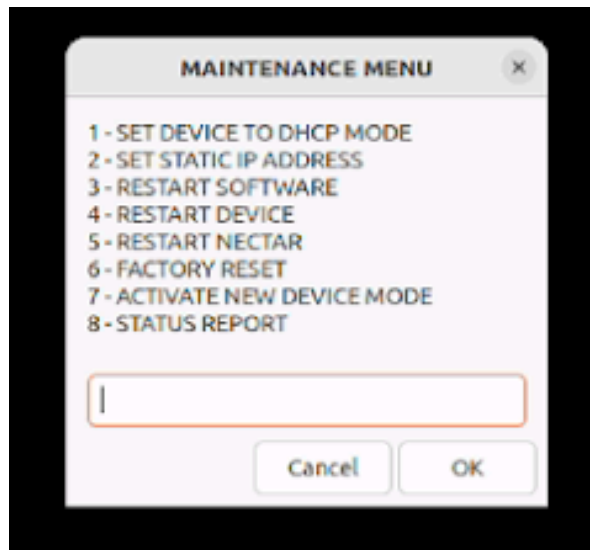 MAINTENANCE MENU ×
1 - SET DEVICE TO DHCP MODE
2 - SET STATIC IP ADDRESS
3 - RESTART SOFTWARE
4 - RESTART DEVICE
5 - RESTART NECTAR
6 - FACTORY RESET
7 - ACTIVATE NEW DEVICE MODE
8 - STATUS REPORT
Cancel OK